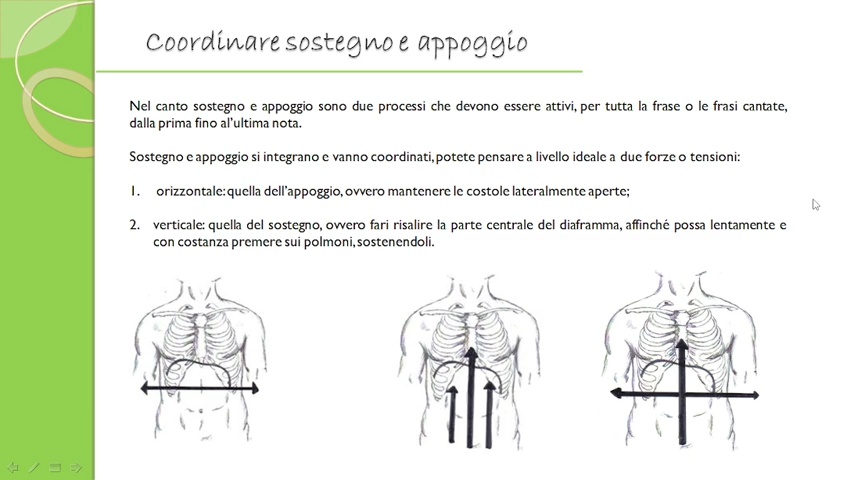 Coordinare sostegno e appoggio
Nel canto sostegno e appoggio sono due processi che devono essere attivi, per tutta la frase o le frasi cantate,
dalla prima fino al'ultima nota.
Sostegno e appoggio si integrano e vanno coordinati, potete pensare a livello ideale a due forze o tensioni:
1. orizzontale: quella dell'appoggio, ovvero mantenere le costole lateralmente aperte;
2. verticale: quella del sostegno, ovvero fari risalire la parte centrale del diaframma, affinché possa lentamente e
con costanza premere sui polmoni, sostenendoli.